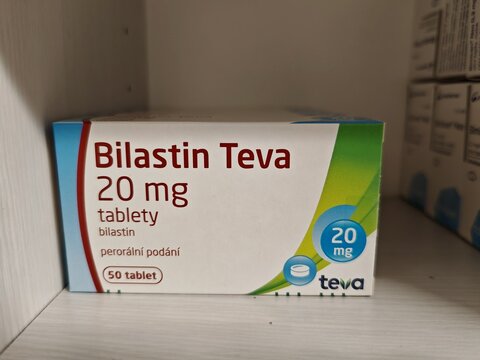 Bilastin Teva
20 mg
tablety
bilastin
perorální podání
50 tablet
20
mg
teva